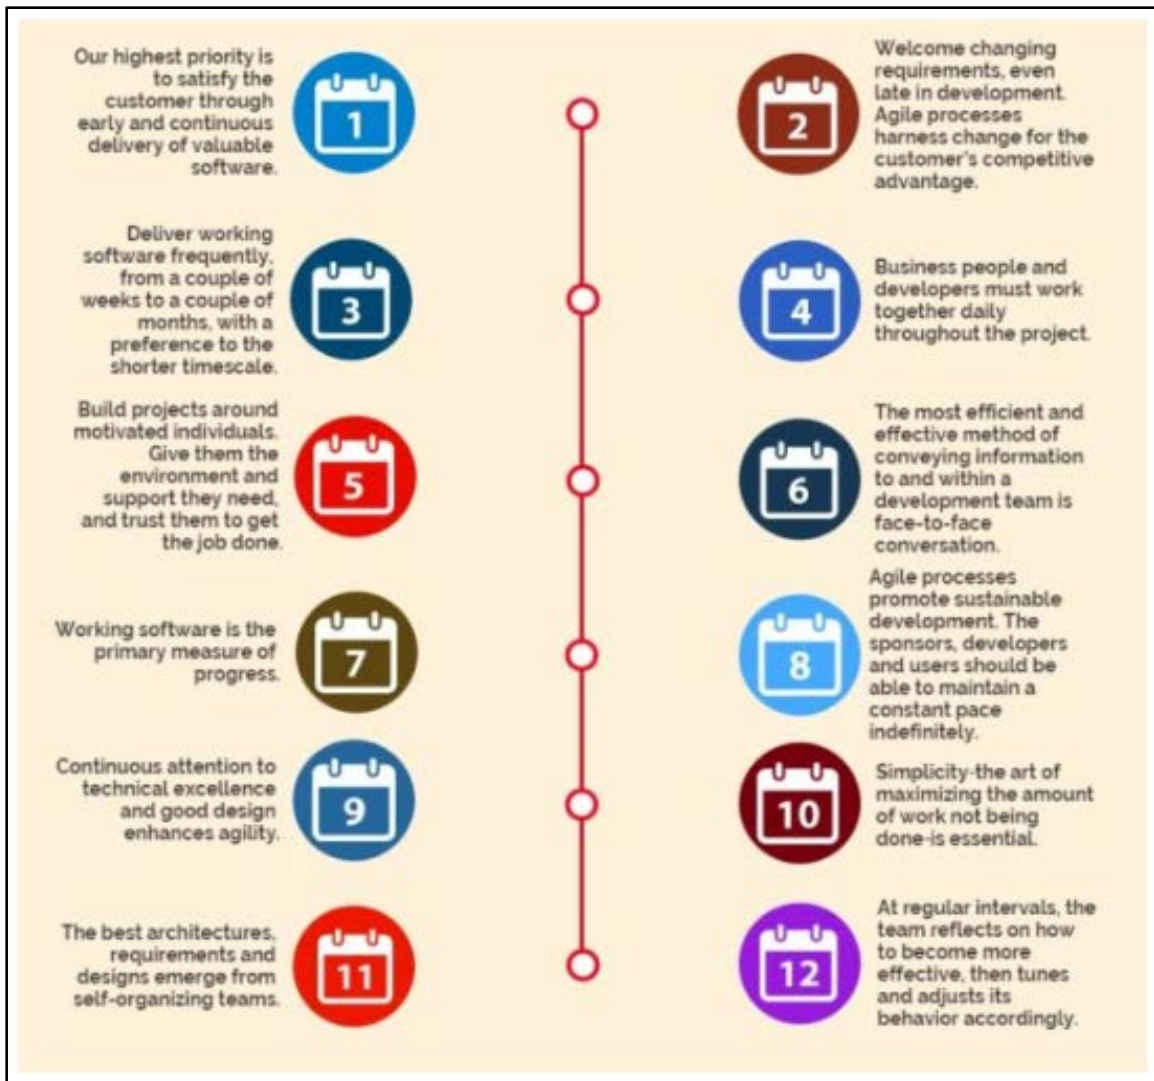 Our highest priority is
to satisfy the
customer through
early and continuous
delivery of valuable
software.
1
2
Welcome changing
requirements, even
late in development.
Agile processes
harness change for the
customer's competitive
advantage.
Deliver working
software frequently,
from a couple of
weeks to a couple of
months, with a
preference to the
shorter timescale.
3
4
Business people and
developers must work
together daily
throughout the project.
Build projects around
motivated individuals.
Give them the
environment and
support they need,
and trust them to get
the job done.
5
6
The most efficient and
effective method of
conveying information
to and within a
development team is
face-to-face
conversation.
Working software is the
primary measure of
progress.
7
8
Agile processes
promote sustainable
development. The
sponsors, developers
and users should be
able to maintain a
constant pace
indefinitely.
Continuous attention to
technical excellence
and good design
enhances agility.
9
10
Simplicity-the art of
maximizing the amount
of work not being
done-is essential.
The best architectures,
requirements and
designs emerge from
self-organizing teams.
11
12
At regular intervals, the
team reflects on how
to become more
effective, then tunes
and adjusts its
behavior accordingly.